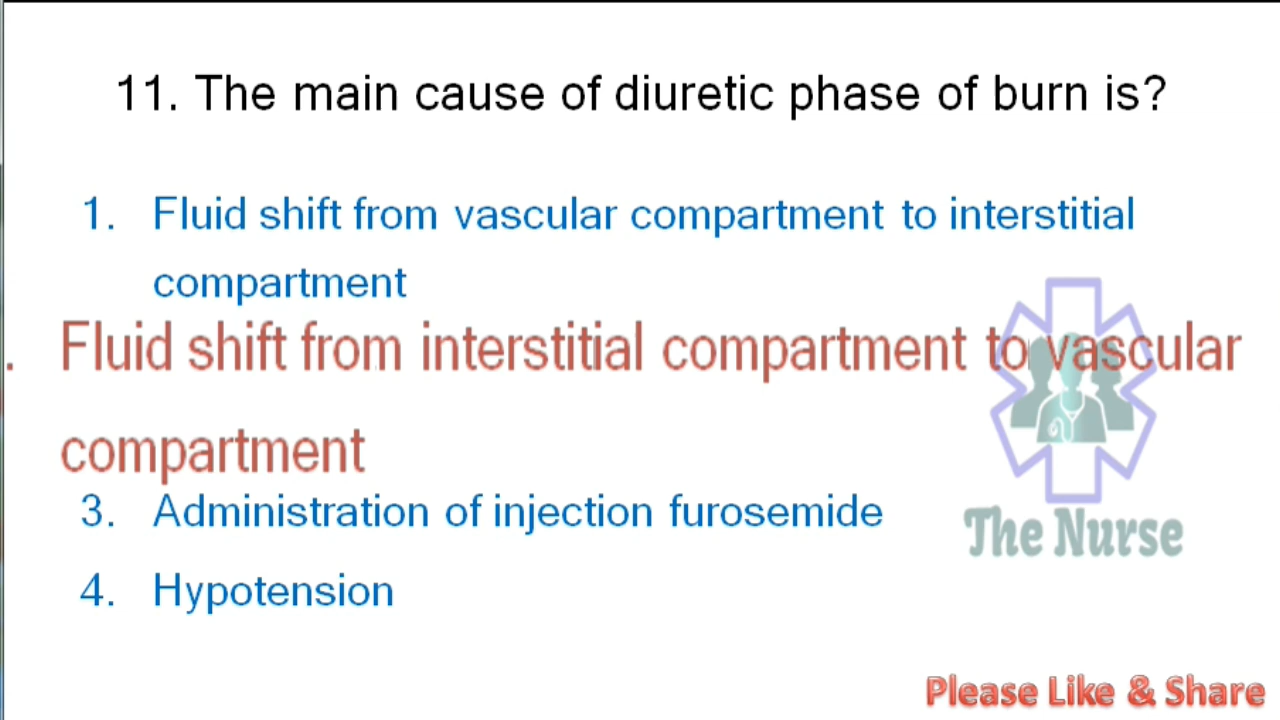 11. The main cause of diuretic phase of burn is?
1. Fluid shift from vascular compartment to interstitial
compartment
. Fluid shift from interstitial compartment to vascular
compartment
3. Administration of injection furosemide
4. Hypotension
The Nurse
Please Like & Share